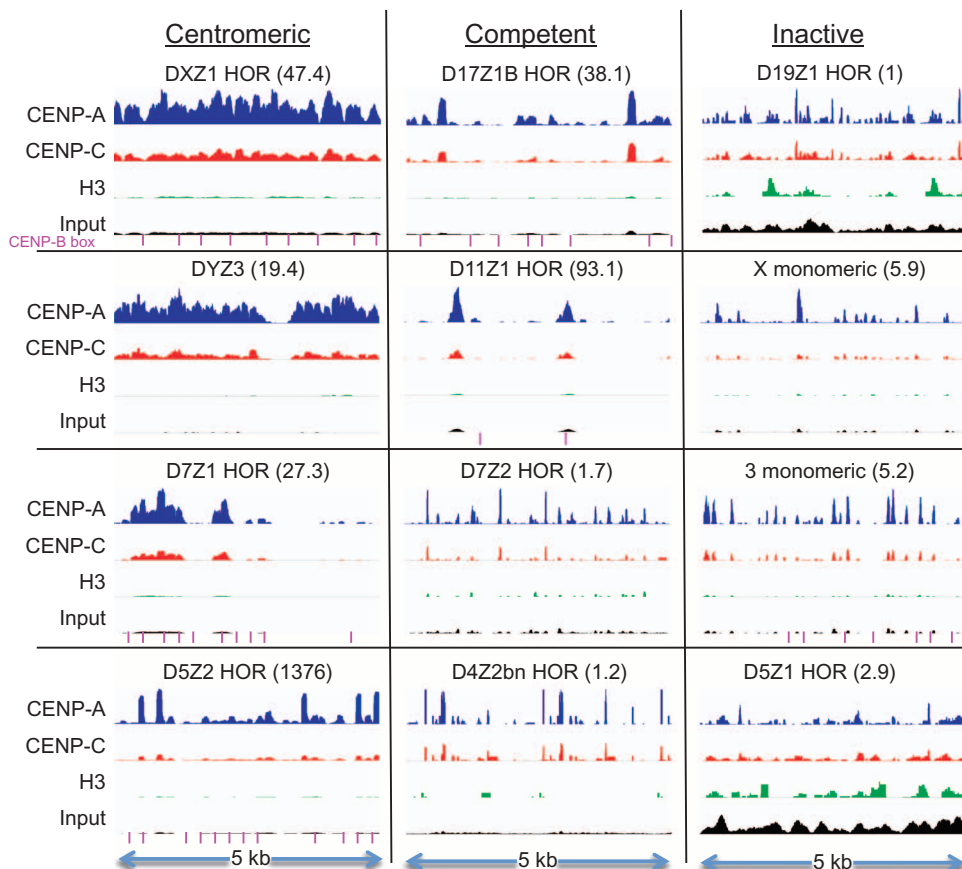 Centromeric Competent Inactive
DXZ1 HOR (47.4) D17Z1B HOR (38.1) D19Z1 HOR (1)
CENP-A
CENP-C
H3
Input
CENP-B box
DYZ3 (19.4) D11Z1 HOR (93.1) X monomeric (5.9)
CENP-A
CENP-C
H3
Input
D7Z1 HOR (27.3) D7Z2 HOR (1.7) 3 monomeric (5.2)
CENP-A
CENP-C
H3
Input
D5Z2 HOR (1376) D4Z2bn HOR (1.2) D5Z1 HOR (2.9)
CENP-A
CENP-C
H3
Input
5 kb 5 kb 5 kb